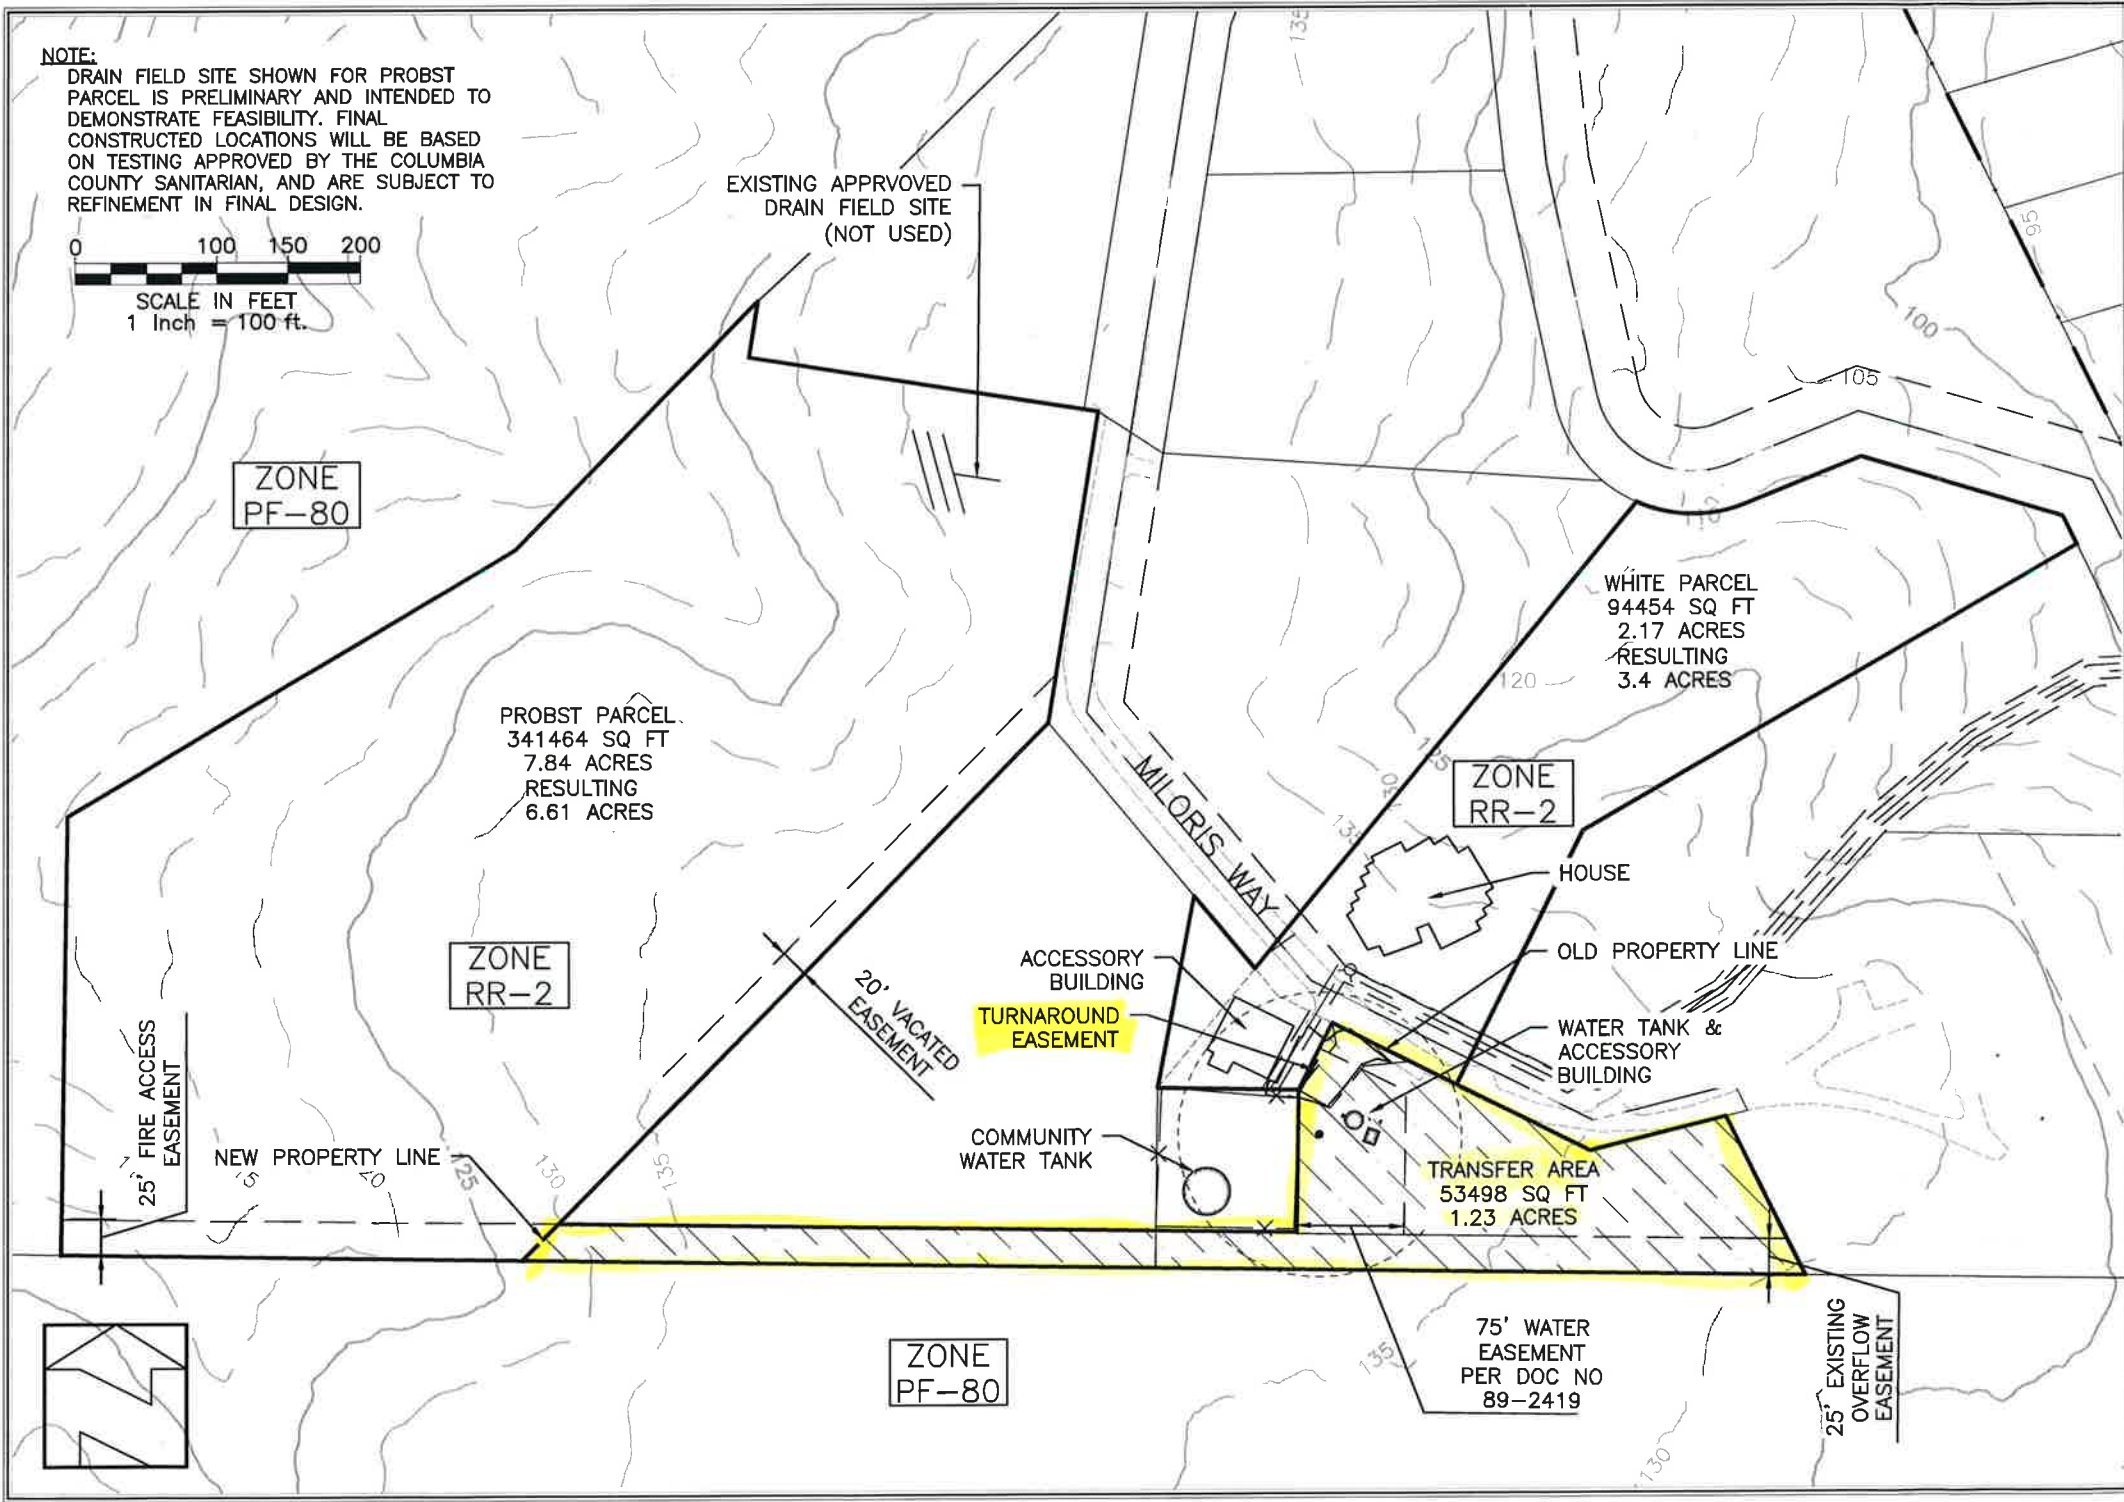 NOTE:
DRAIN FIELD SITE SHOWN FOR PROBST
PARCEL IS PRELIMINARY AND INTENDED TO
DEMONSTRATE FEASIBILITY. FINAL
CONSTRUCTED LOCATIONS WILL BE BASED
ON TESTING APPROVED BY THE COLUMBIA
COUNTY SANITARIAN, AND ARE SUBJECT TO
REFINEMENT IN FINAL DESIGN.
0 100 150 200
SCALE IN FEET
1 Inch = 100 ft.
EXISTING APPRVOVED
DRAIN FIELD SITE
(NOT USED)
135
95
100
105
110
ZONE
PF-80
WHITE PARCEL
94454 SQ FT
2.17 ACRES
RESULTING
3.4 ACRES
120
125
130
135
PROBST PARCEL
341464 SQ FT
7.84 ACRES
RESULTING
6.61 ACRES
MILORIS WAY
ZONE
RR-2
HOUSE
ZONE
RR-2
OLD PROPERTY LINE
ACCESSORY
BUILDING
20' VACATED
EASEMENT
TURNAROUND
EASEMENT
WATER TANK &
ACCESSORY
BUILDING
25' FIRE ACCESS
EASEMENT
NEW PROPERTY LINE
125
130
135
COMMUNITY
WATER TANK
TRANSFER AREA
53498 SQ FT
1.23 ACRES
ZONE
PF-80
75' WATER
EASEMENT
PER DOC NO
89-2419
135
130
25' EXISTING
OVERFLOW
EASEMENT